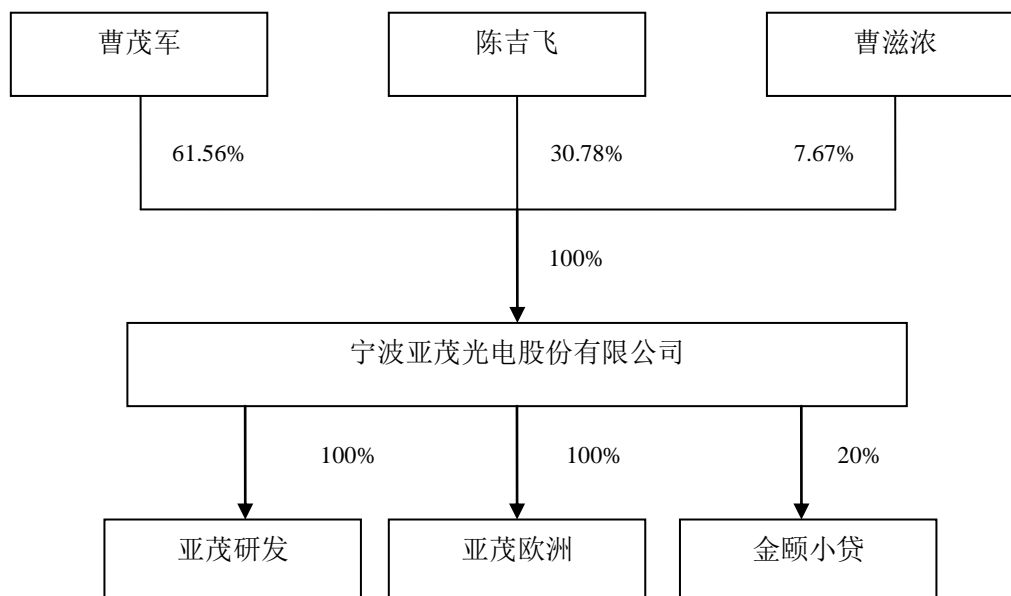 曹茂军
陈吉飞
曹滋浓
61.56%
30.78%
7.67%
100%
宁波亚茂光电股份有限公司
100%
100%
20%
亚茂研发
亚茂欧洲
金颐小贷